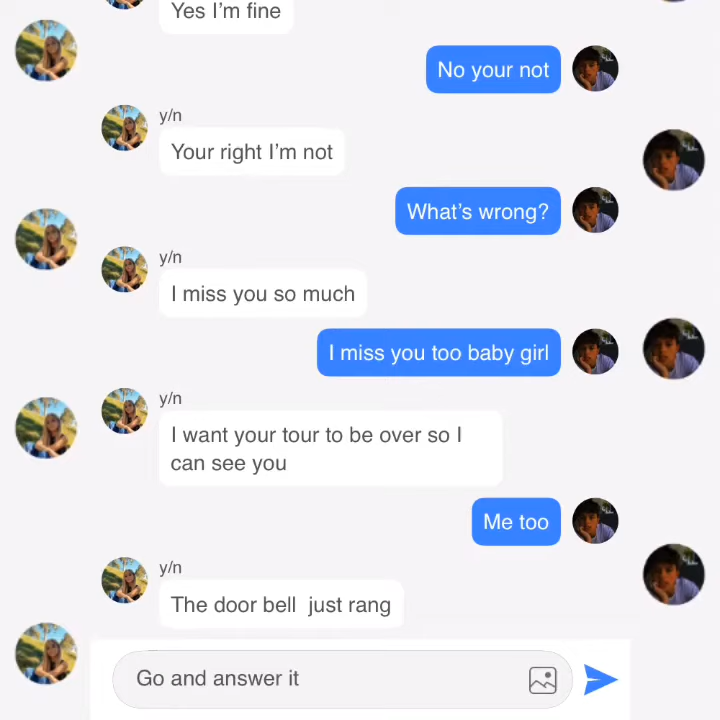 Yes I’m fine
No your not
y/n
Your right I’m not
What’s wrong?
y/n
I miss you so much
I miss you too baby girl
y/n
I want your tour to be over so I
can see you
Me too
y/n
The door bell  just rang
Go and answer it